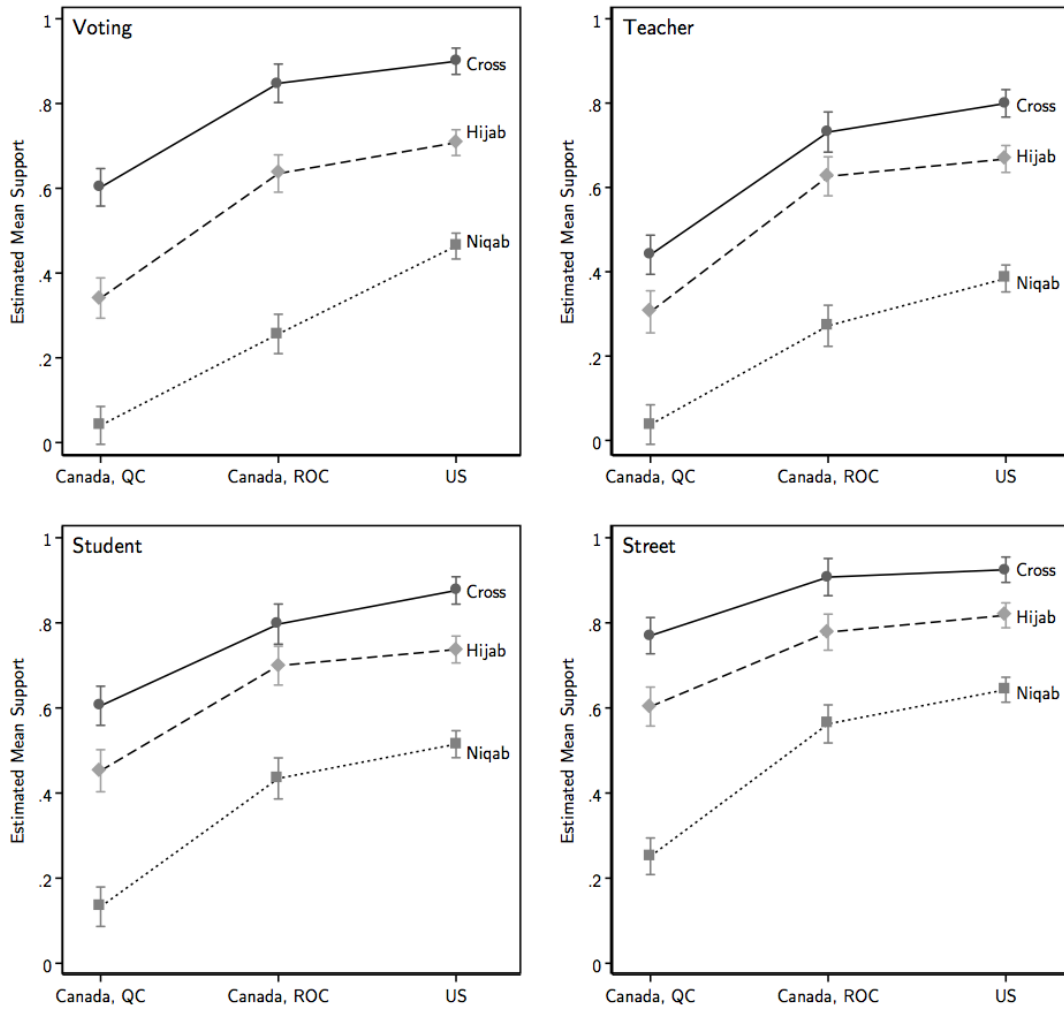 Voting
Estimated Mean Support
1
.8
.6
.4
.2
0
Cross
Hijab
Niqab
Canada, QC
Canada, ROC
US
Teacher
Estimated Mean Support
1
.8
.6
.4
.2
0
Cross
Hijab
Niqab
Canada, QC
Canada, ROC
US
Student
Estimated Mean Support
1
.8
.6
.4
.2
0
Cross
Hijab
Niqab
Canada, QC
Canada, ROC
US
Street
Estimated Mean Support
1
.8
.6
.4
.2
0
Cross
Hijab
Niqab
Canada, QC
Canada, ROC
US